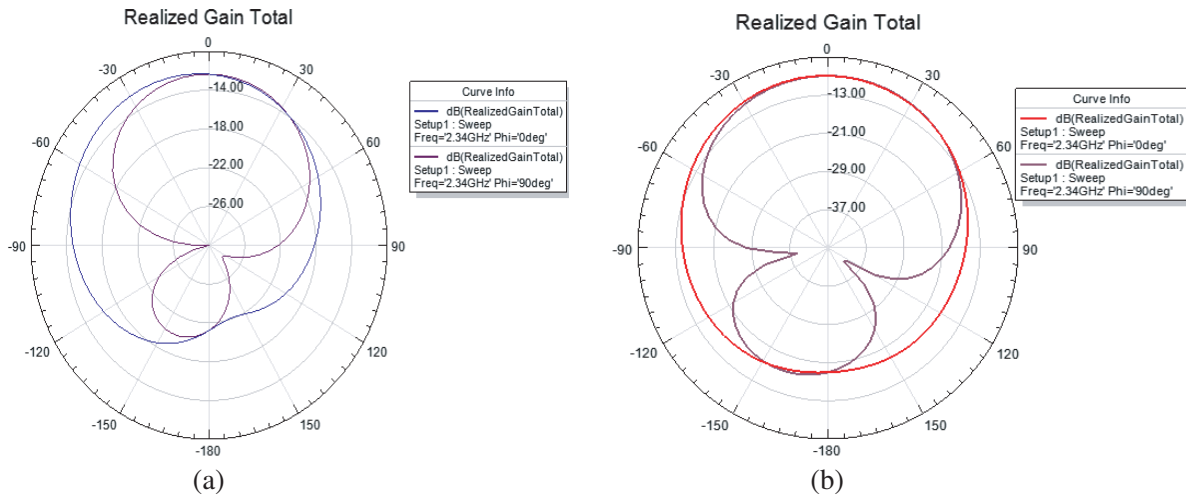 Realized Gain Total
0
-30
30
-60
60
-90
90
-120
120
-150
150
-180
-14.00
-18.00
-22.00
-26.00
Curve Info
dB(RealizedGainTotal)
Setup1 : Sweep
Freq='2.34GHz' Phi='0deg'
dB(RealizedGainTotal)
Setup1 : Sweep
Freq='2.34GHz' Phi='90deg'
(a)
Realized Gain Total
0
-30
30
-60
60
-90
90
-120
120
-150
150
-180
-13.00
-21.00
-29.00
-37.00
Curve Info
dB(RealizedGainTotal)
Setup1 : Sweep
Freq='2.34GHz' Phi='0deg'
dB(RealizedGainTotal)
Setup1 : Sweep
Freq='2.34GHz' Phi='90deg'
(b)